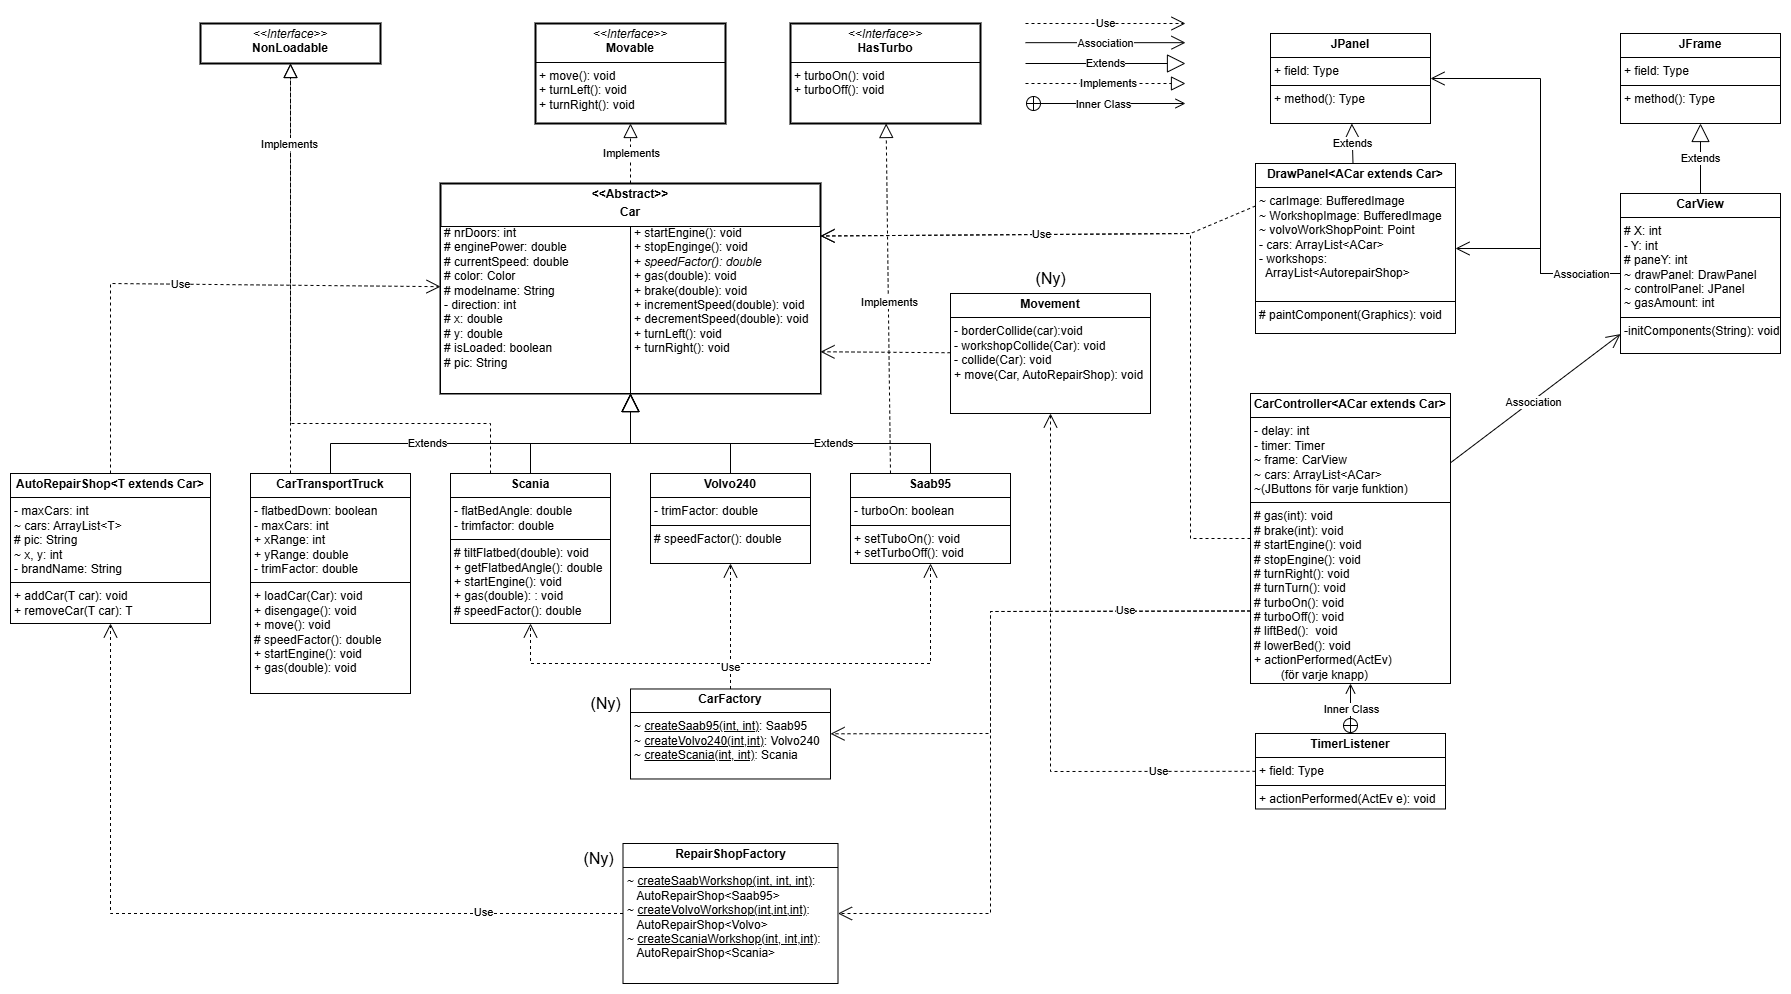 <<Interface>>
NonLoadable
<<Interface>>
Movable
+ move(): void
+ turnLeft(): void
+ turnRight(): void
<<Interface>>
HasTurbo
+ turboOn(): void
+ turboOff(): void
Use
Association
Extends
Implements
Inner Class
JPanel
+ field: Type
+ method(): Type
JFrame
+ field: Type
+ method(): Type
Implements
Implements
Extends
Extends
<<Abstract>>
Car
# nrDoors: int
# enginePower: double
# currentSpeed: double
# color: Color
# modelname: String
- direction: int
# x: double
# y: double
# isLoaded: boolean
# pic: String
+ startEngine(): void
+ stopEnginge(): void
+ speedFactor(): double
+ gas(double): void
+ brake(double): void
+ incrementSpeed(double): void
+ decrementSpeed(double): void
+ turnLeft(): void
+ turnRight(): void
Use
DrawPanel<ACar extends Car>
~ carImage: BufferedImage
~ WorkshopImage: BufferedImage
~ volvoWorkShopPoint: Point
- cars: ArrayList<ACar>
- workshops:
ArrayList<AutorepairShop>
# paintComponent(Graphics): void
CarView
# X: int
- Y: int
# paneY: int
~ drawPanel: DrawPanel
~ controlPanel: JPanel
~ gasAmount: int
-initComponents(String): void
Association
Use
Implements
(Ny)
Movement
- borderCollide(car):void
- workshopCollide(Car): void
- collide(Car): void
+ move(Car, AutoRepairShop): void
Association
CarController<ACar extends Car>
- delay: int
- timer: Timer
~ frame: CarView
~ cars: ArrayList<ACar>
~(JButtons för varje funktion)
# gas(int): void
# brake(int): void
# startEngine(): void
# stopEngine(): void
# turnRight(): void
# turnTurn(): void
# turboOn(): void
# turboOff(): void
# liftBed():  void
# lowerBed(): void
+ actionPerformed(ActEv)
(för varje knapp)
Extends
Extends
AutoRepairShop<T extends Car>
- maxCars: int
~ cars: ArrayList<T>
# pic: String
~ x, y: int
- brandName: String
+ addCar(T car): void
+ removeCar(T car): T
CarTransportTruck
- flatbedDown: boolean
- maxCars: int
+ xRange: int
+ yRange: double
- trimFactor: double
+ loadCar(Car): void
+ disengage(): void
+ move(): void
# speedFactor(): double
+ startEngine(): void
+ gas(double): void
Scania
- flatBedAngle: double
- trimfactor: double
# tiltFlatbed(double): void
+ getFlatbedAngle(): double
+ startEngine(): void
+ gas(double): : void
# speedFactor(): double
Volvo240
- trimFactor: double
# speedFactor(): double
Saab95
- turboOn: boolean
+ setTuboOn(): void
+ setTurboOff(): void
Use
Use
(Ny)
CarFactory
~ createSaab95(int, int): Saab95
~ createVolvo240(int,int): Volvo240
~ createScania(int, int): Scania
Inner Class
TimerListener
+ field: Type
+ actionPerformed(ActEv e): void
Use
(Ny)
RepairShopFactory
~ createSaabWorkshop(int, int, int):
AutoRepairShop<Saab95>
~ createVolvoWorkshop(int,int,int):
AutoRepairShop<Volvo>
~ createScaniaWorkshop(int, int,int):
AutoRepairShop<Scania>
Use